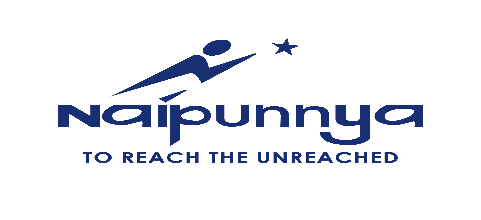 Naipunnya
TO REACH THE UNREACHED